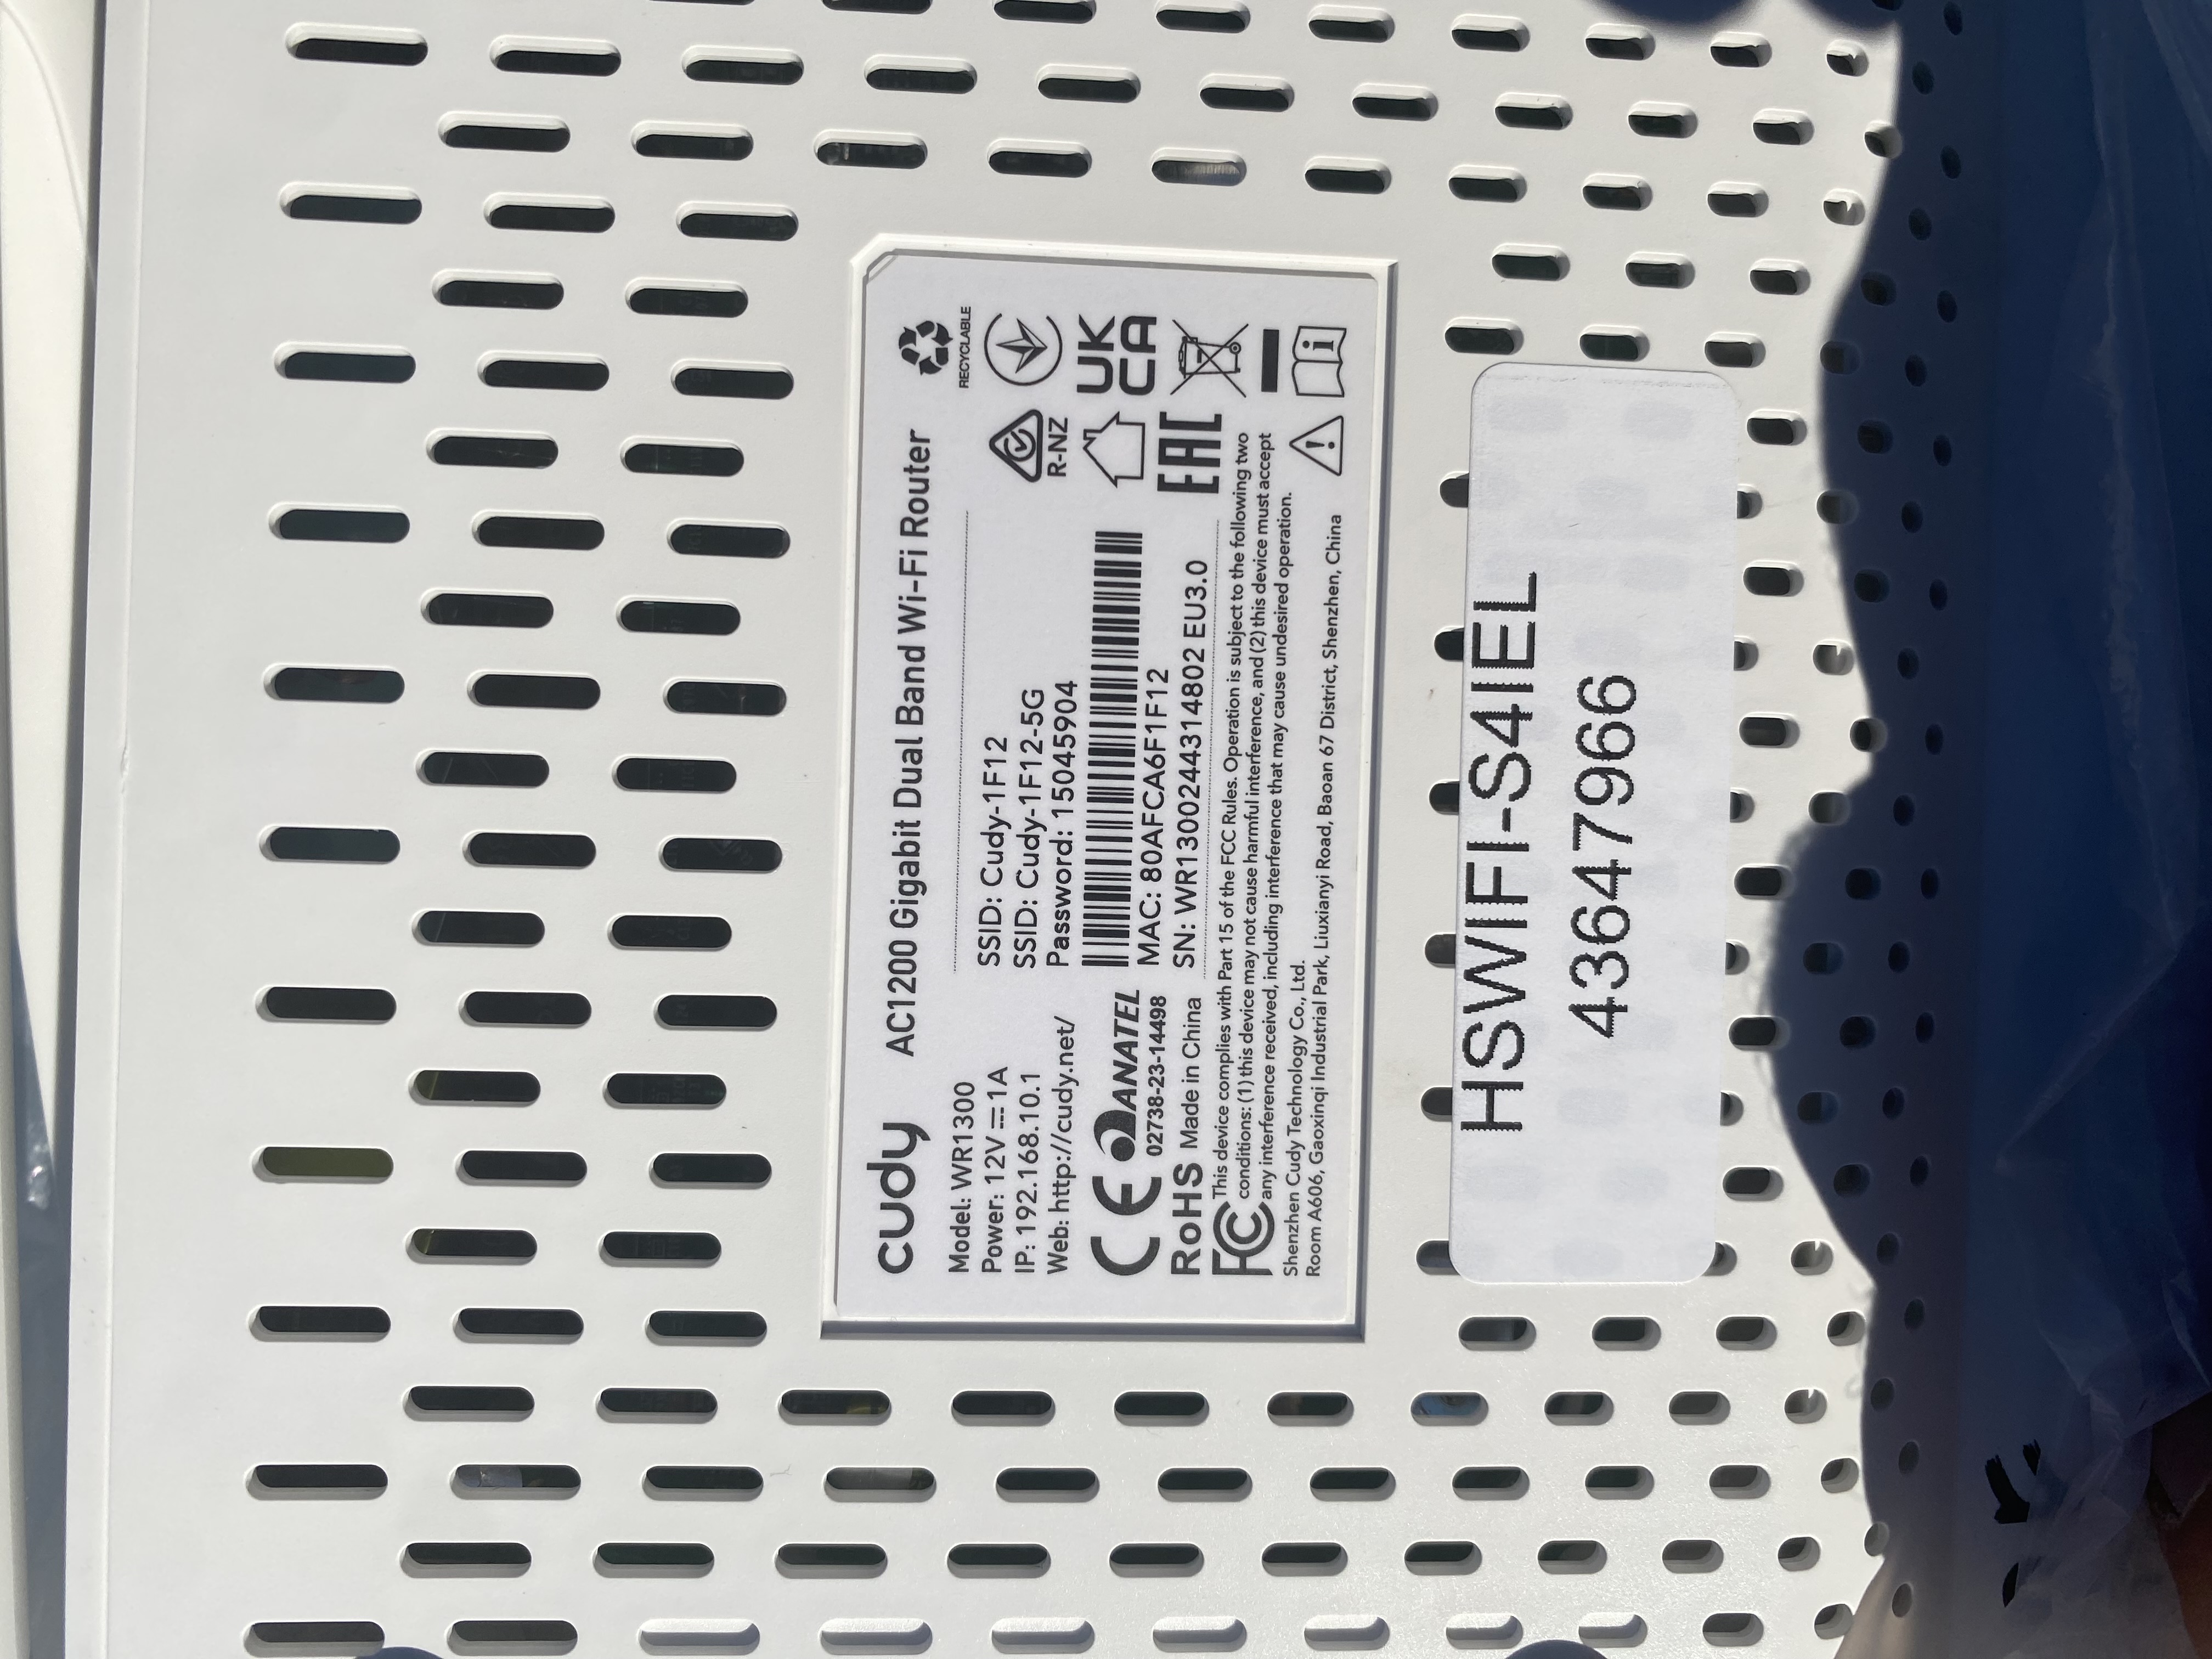 cudy AC1200 Gigabit Dual Band Wi-Fi Router
RECYCLABLE
Model: WR1300
Power: 12V⎓1A
IP: 192.168.10.1
Web: http://cudy.net/
SSID: Cudy-1F12
SSID: Cudy-1F12-5G
Password: 15045904
MAC: 80AFCA6F1F12
SN: WR1300244314802 EU3.0
R-NZ
UK
CA
EAC
CE ANATEL
02738-23-14498
RoHS Made in China
FC This device complies with Part 15 of the FCC Rules. Operation is subject to the following two
conditions: (1) this device may not cause harmful interference, and (2) this device must accept
any interference received, including interference that may cause undesired operation.
Shenzhen Cudy Technology Co., Ltd.
Room A606, Gaoxinqi Industrial Park, Liuxianyi Road, Baoan 67 District, Shenzhen, China
HSWIFI-S4IEL
43647966